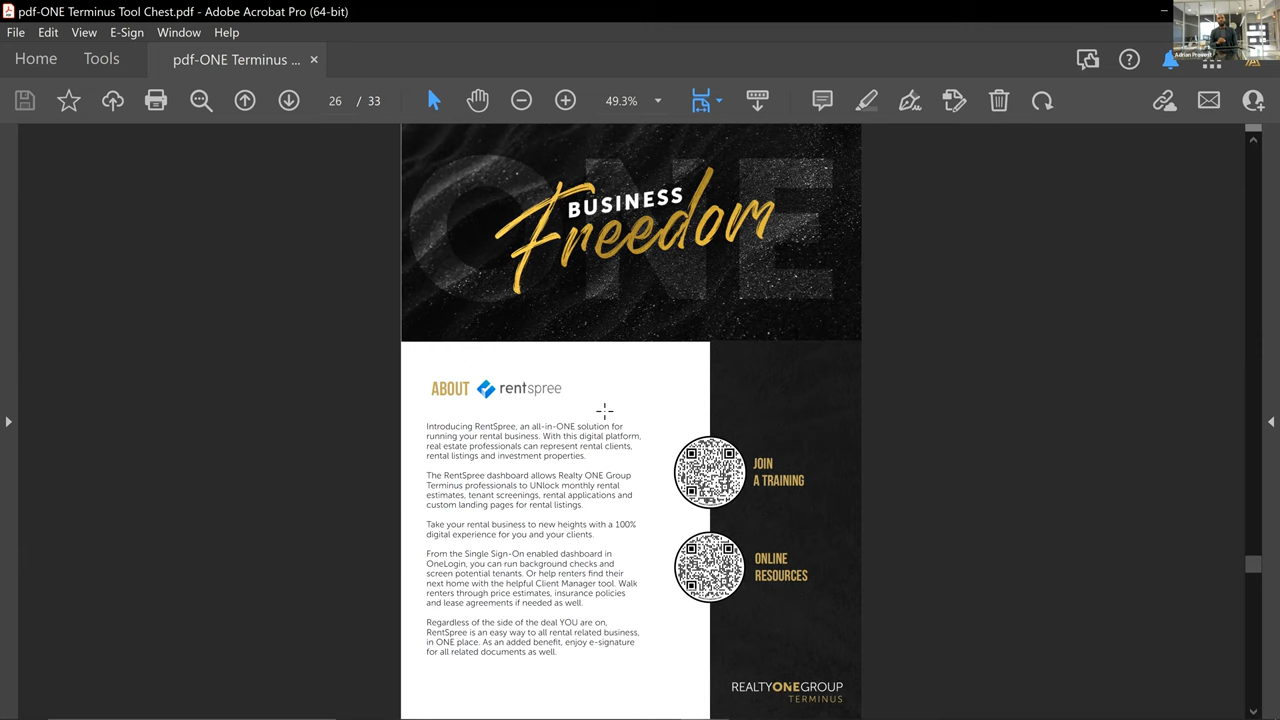 pdf-ONE Terminus Tool Chest.pdf - Adobe Acrobat Pro (64-bit)
File Edit View E-Sign Window Help
Home Tools pdf-ONE Terminus ... ×
26 / 33 49.3%
Adrian Provost
ONE
BUSINESS
Freedom
ABOUT rentspree
Introducing RentSpree, an all-in-ONE solution for
running your rental business. With this digital platform,
real estate professionals can represent rental clients,
rental listings and investment properties.
The RentSpree dashboard allows Realty ONE Group
Terminus professionals to UNlock monthly rental
estimates, tenant screenings, rental applications and
custom landing pages for rental listings.
Take your rental business to new heights with a 100%
digital experience for you and your clients.
From the Single Sign-On enabled dashboard in
OneLogin, you can run background checks and
screen potential tenants. Or help renters find their
next home with the helpful Client Manager tool. Walk
renters through price estimates, insurance policies
and lease agreements if needed as well.
Regardless of the side of the deal YOU are on,
RentSpree is an easy way to all rental related business,
in ONE place. As an added benefit, enjoy e-signature
for all related documents as well.
JOIN
A TRAINING
ONLINE
RESOURCES
REALTYONEGROUP
TERMINUS